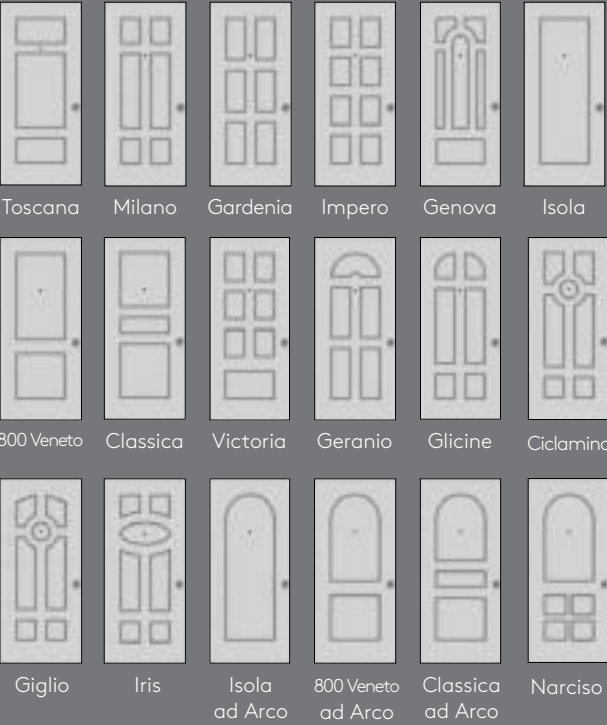 Toscana
Milano
Gardenia
Impero
Genova
Isola
800 Veneto
Classica
Victoria
Geranio
Glicine
Ciclamino
Giglio
Iris
Isola
ad Arco
800 Veneto
ad Arco
Classica
ad Arco
Narciso